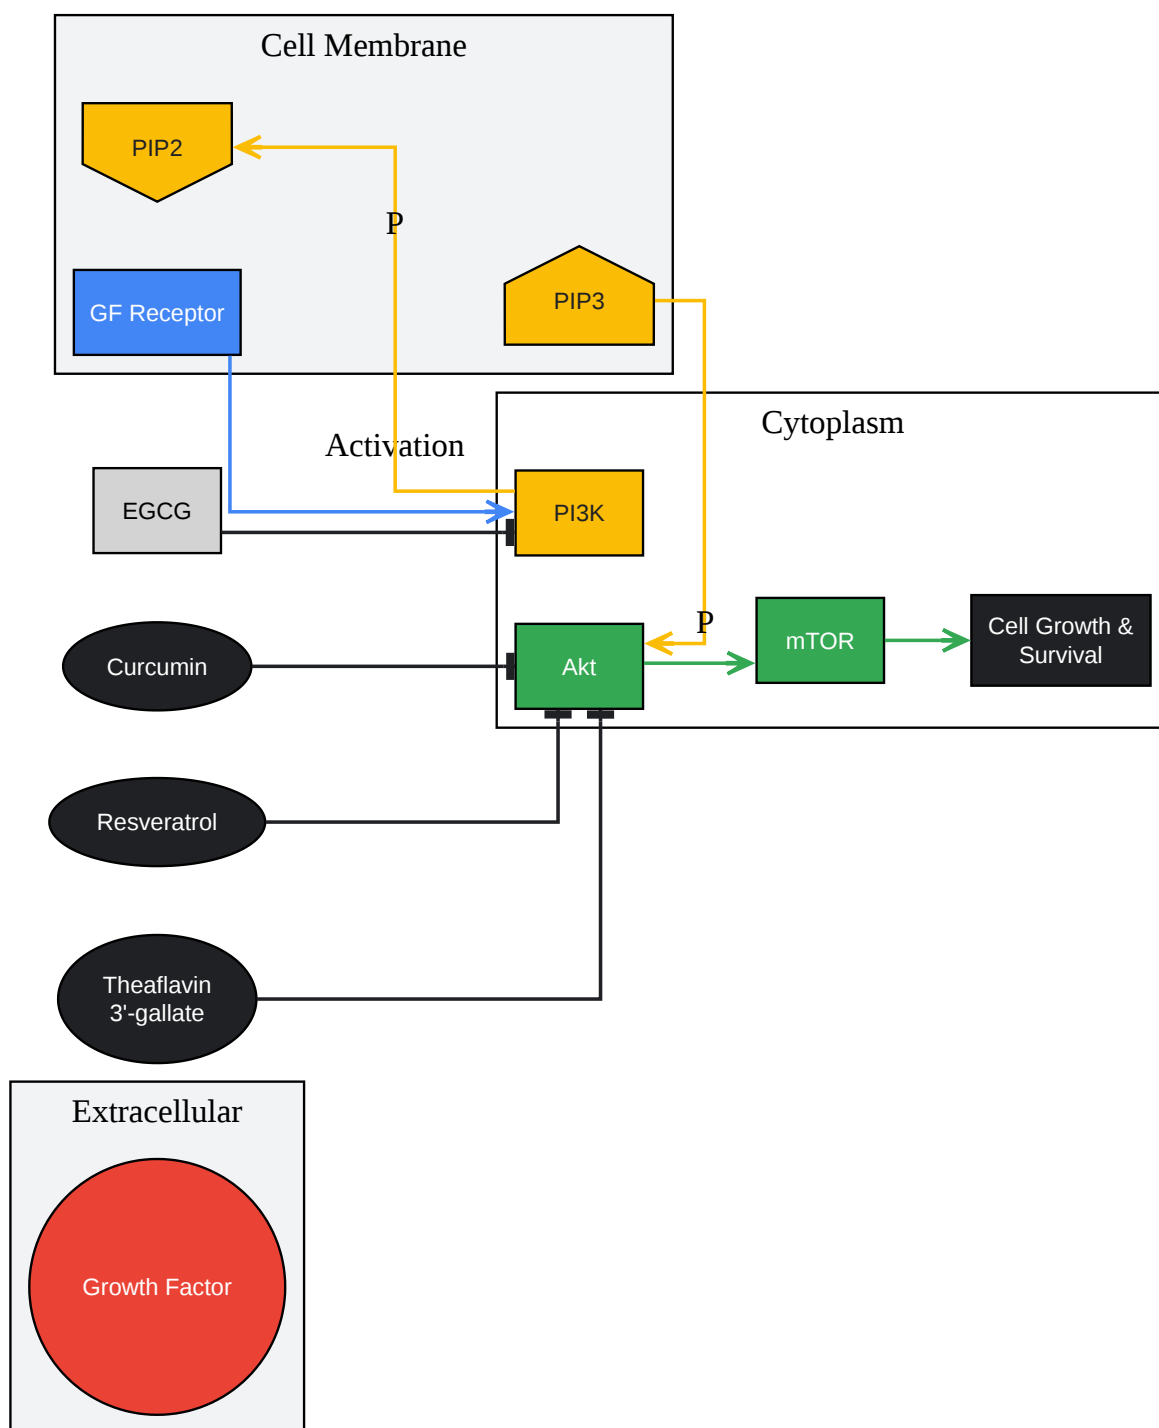 Cell Membrane
PIP2
P
GF Receptor
PIP3
Cytoplasm
Activation
EGCG
PI3K
P
Curcumin
Akt
mTOR
Cell Growth &
Survival
Resveratrol
Theaflavin
3'-gallate
Extracellular
Growth Factor